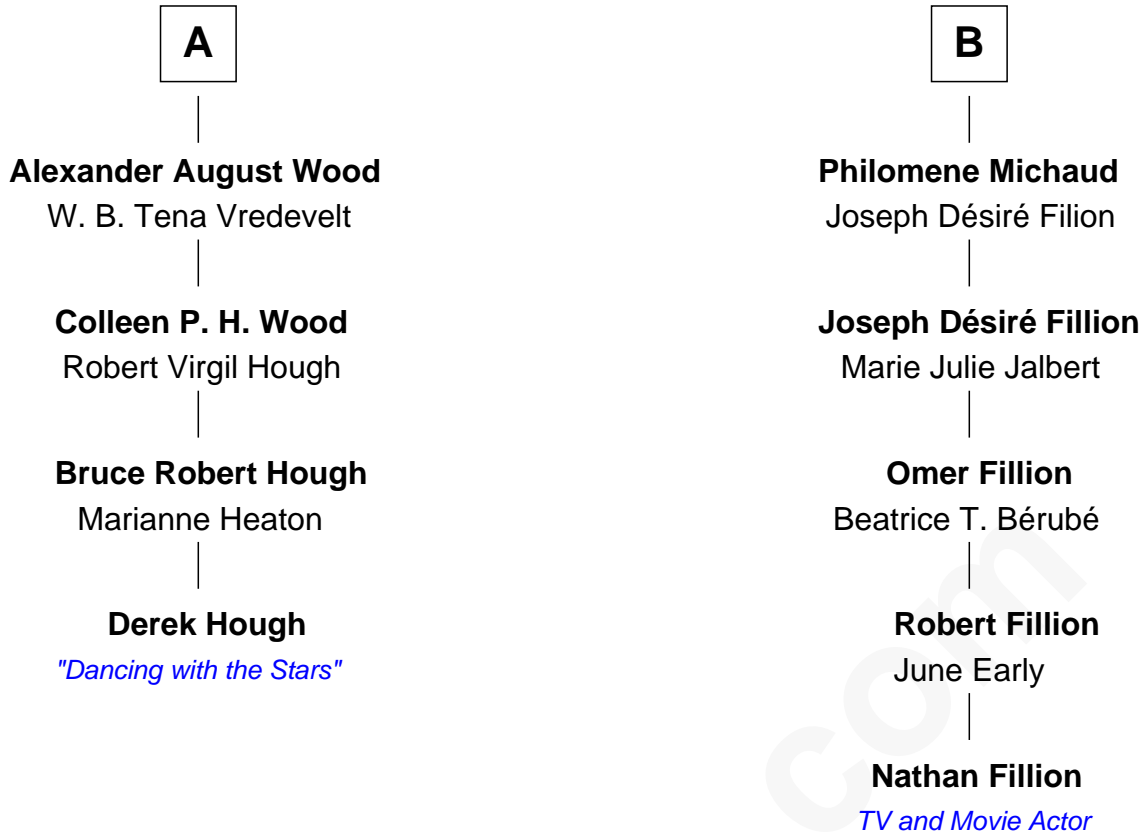 A
Alexander August Wood
W. B. Tena Vredevelt
Colleen P. H. Wood
Robert Virgil Hough
Bruce Robert Hough
Marianne Heaton
Derek Hough
"Dancing with the Stars"
B
Philomene Michaud
Joseph Désiré Filion
Joseph Désiré Fillion
Marie Julie Jalbert
Omer Fillion
Beatrice T. Bérubé
Robert Fillion
June Early
Nathan Fillion
TV and Movie Actor
com